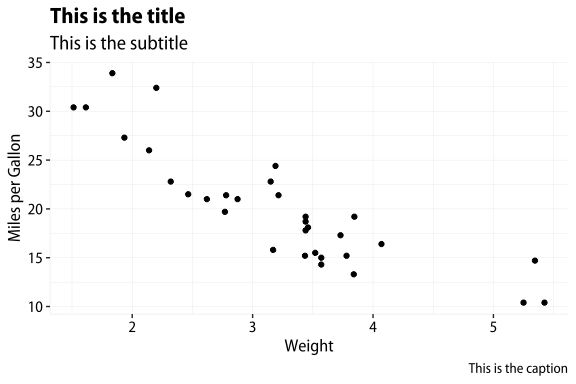 This is the title
This is the subtitle
Miles per Gallon
35
30
25
20
15
10
2 3 4 5
Weight
This is the caption